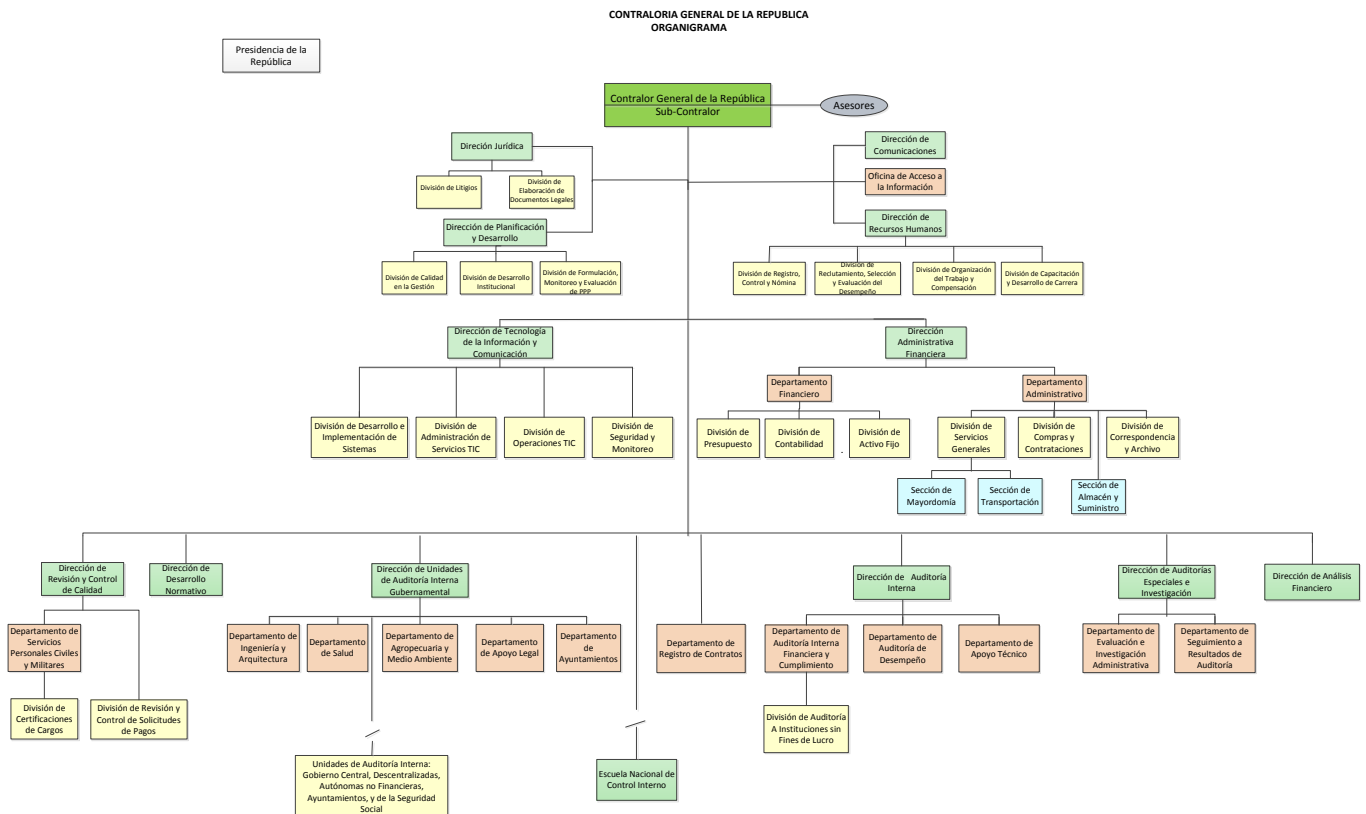 CONTRALORIA GENERAL DE LA REPUBLICA
ORGANIGRAMA
Presidencia de la
República
Contralor General de la República
Sub-Contralor
Asesores
Direción Jurídica
División de Litigios
División de
Elaboración de
Documentos Legales
Dirección de Planificación
y Desarrollo
División de Calidad
en la Gestión
División de Desarrollo
Institucional
División de Formulación,
Monitoreo y Evaluación
de PPP
Dirección de
Comunicaciones
Oficina de Acceso a
la Información
Dirección de
Recursos Humanos
División de Registro,
Control y Nómina
División de
Reclutamiento, Selección
y Evaluación del
Desempeño
División de Organización
del Trabajo y
Compensación
División de Capacitación
y Desarrollo de Carrera
Dirección de Tecnología
de la Información y
Comunicación
División de Desarrollo e
Implementación de
Sistemas
División de
Administración de
Servicios TIC
División de
Operaciones TIC
División de
Seguridad y
Monitoreo
Dirección
Administrativa
Financiera
Departamento
Financiero
Departamento
Administrativo
División de
Presupuesto
División de
Contabilidad
.
División de
Activo Fijo
División de
Servicios
Generales
División de
Compras y
Contrataciones
División de
Correspondencia
y Archivo
Sección de
Mayordomía
Sección de
Transportación
Sección de
Almacén y
Suministro
Dirección de
Revisión y Control
de Calidad
Dirección de
Desarrollo
Normativo
Dirección de Unidades
de Auditoría Interna
Gubernamental
Dirección de Auditoría
Interna
Dirección de Auditorías
Especiales e
Investigación
Dirección de Análisis
Financiero
Departamento de
Servicios
Personales Civiles
y Militares
Departamento de
Ingeniería y
Arquitectura
Departamento
de Salud
Departamento de
Agropecuaria y
Medio Ambiente
Departamento
de Apoyo Legal
Departamento
de
Ayuntamientos
Departamento de
Registro de Contratos
Departamento de
Auditoría Interna
Financiera y
Cumplimiento
Departamento de
Auditoría de
Desempeño
Departamento de
Apoyo Técnico
Departamento de
Evaluación e
Investigación
Administrativa
Departamento de
Seguimiento a
Resultados de
Auditoría
División de
Certificaciones
de Cargos
División de Revisión y
Control de Solicitudes
de Pagos
División de Auditoría
A Instituciones sin
Fines de Lucro
Unidades de Auditoría Interna:
Gobierno Central, Descentralizadas,
Autónomas no Financieras,
Ayuntamientos, y de la Seguridad
Social
Escuela Nacional de
Control Interno